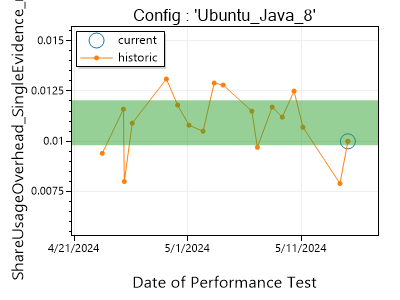 Config : 'Ubuntu_Java_8'
current
historic
0.015
0.0125
0.01
0.0075
4/21/2024
5/1/2024
5/11/2024
Date of Performance Test
ShareUsageOverhead_SingleEvidence_